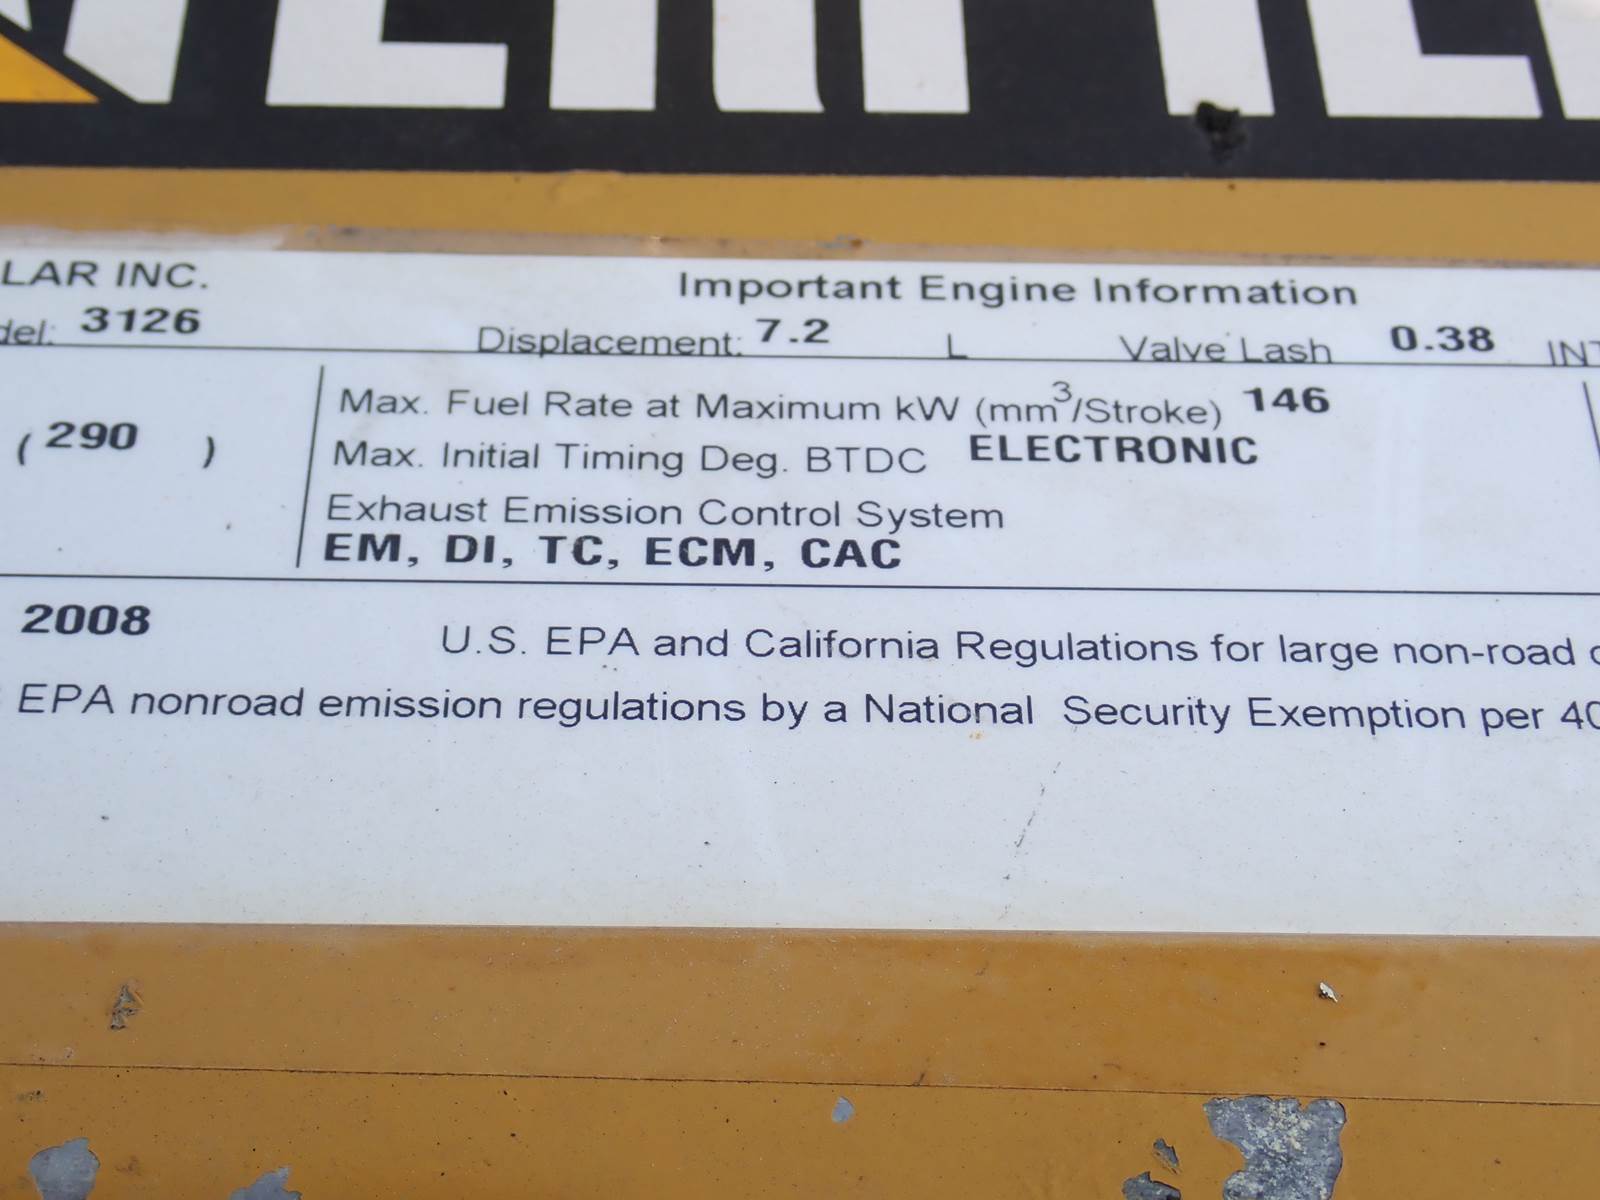 LAR INC. Important Engine Information
del: 3126 Displacement: 7.2 L Valve Lash 0.38 INT
Max. Fuel Rate at Maximum kW (mm³/Stroke) 146
(290 ) Max. Initial Timing Deg. BTDC ELECTRONIC
Exhaust Emission Control System
EM, DI, TC, ECM, CAC
2008 U.S. EPA and California Regulations for large non-road
EPA nonroad emission regulations by a National Security Exemption per 40